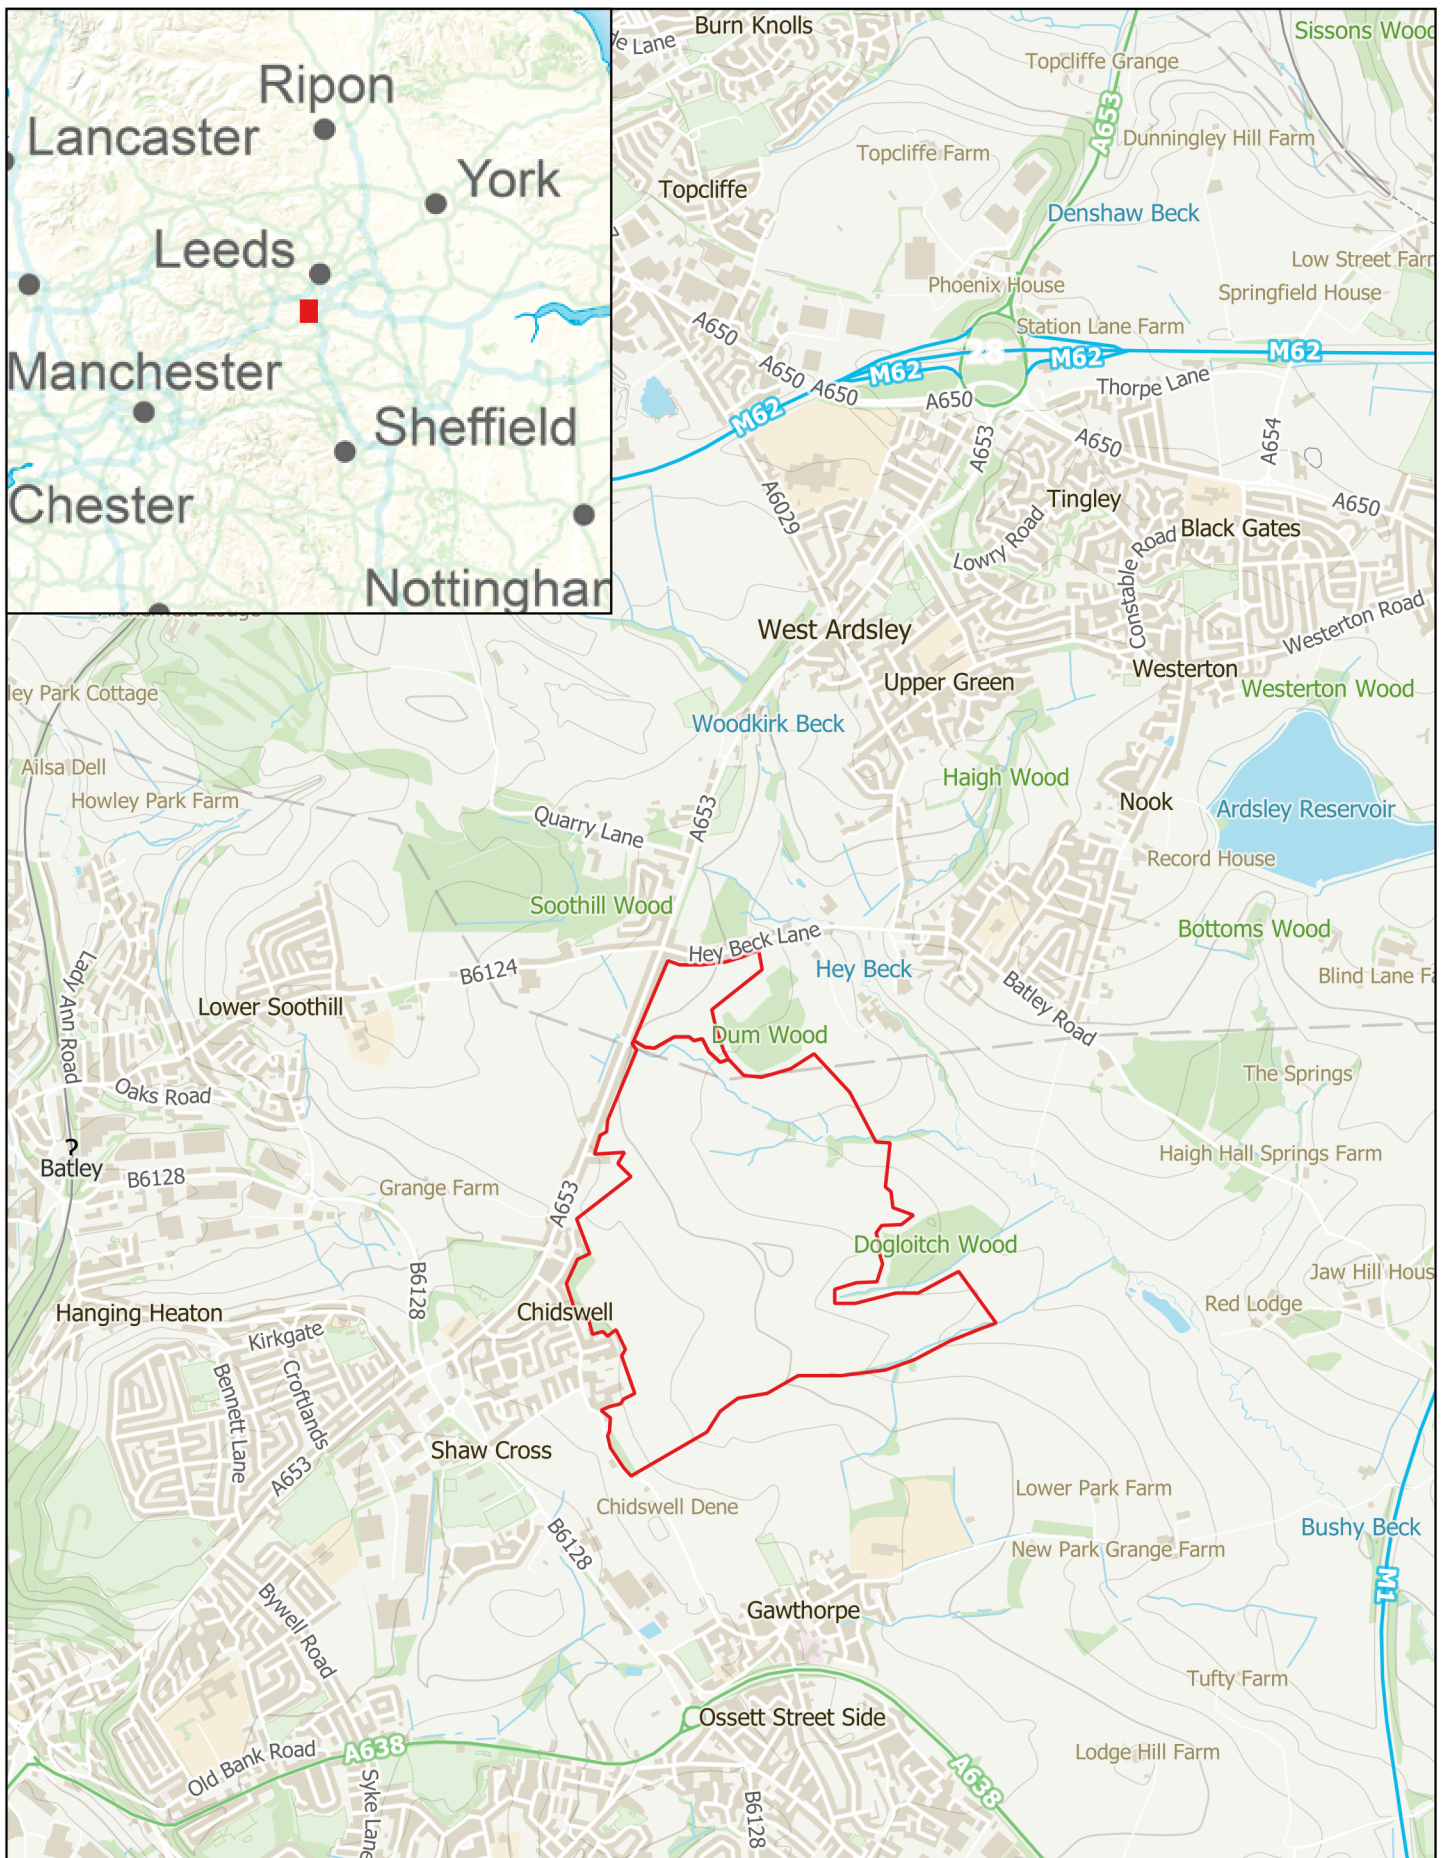 Ripon
Lancaster
York
Leeds
Manchester
Sheffield
Chester
Nottinghar
de Lane
Burn Knolls
Sissons Wood
Topcliffe Grange
A653
Dunningley Hill Farm
Topcliffe Farm
Topcliffe
Denshaw Beck
Low Street Farr
Phoenix House
Springfield House
Station Lane Farm
A650
28
M62
M62
M62
A650
A650
A650
M62
Thorpe Lane
A653
A650
A654
A6029
Tingley
A650
Lowry Road
Constable Road
Black Gates
Westerton Road
West Ardsley
Westerton
Upper Green
Westerton Wood
ley Park Cottage
Woodkirk Beck
Ailsa Dell
Haigh Wood
Howley Park Farm
Nook
Ardsley Reservoir
Quarry Lane
A653
Record House
Soothill Wood
Bottoms Wood
Hey Beck Lane
B6124
Hey Beck
Blind Lane Fa
Lady Ann Road
Lower Soothill
Batley Road
Dum Wood
The Springs
Oaks Road
?
Batley
B6128
Haigh Hall Springs Farm
Grange Farm
A653
Dogloitch Wood
B6128
Jaw Hill Hous
Hanging Heaton
Chidswell
Red Lodge
Kirkgate
Croftlands
Bennett Lane
Shaw Cross
A653
Chidswell Dene
Lower Park Farm
B6128
Bushy Beck
New Park Grange Farm
M1
Bywell Road
Gawthorpe
Tufty Farm
Ossett Street Side
Old Bank Road
A638
Lodge Hill Farm
A638
Syke Lane
B6128